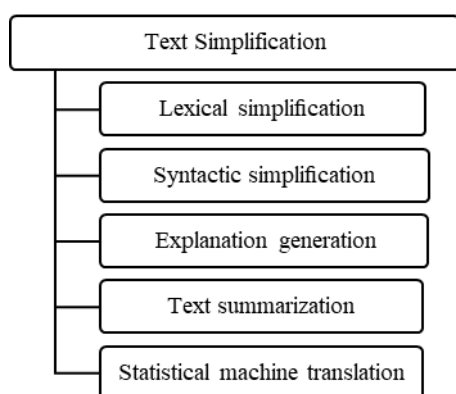 Text Simplification
Lexical simplification
Syntactic simplification
Explanation generation
Text summarization
Statistical machine translation